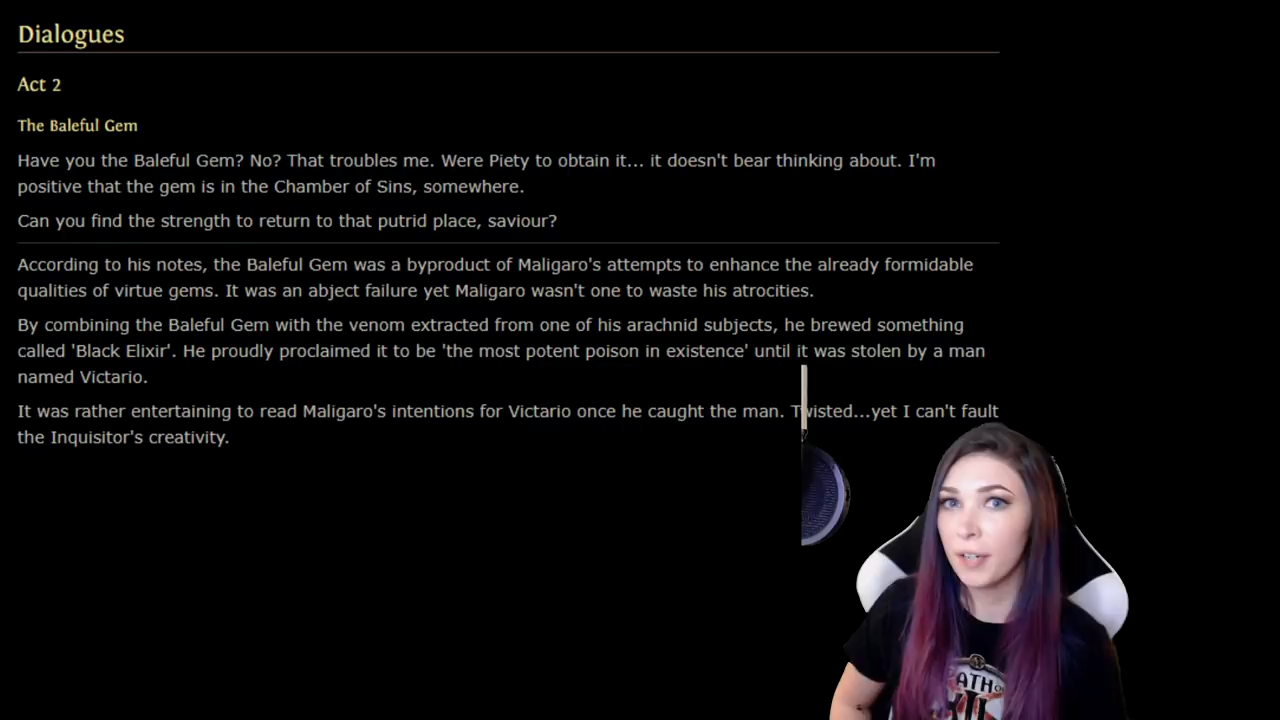 Dialogues
Act 2
The Baleful Gem
Have you the Baleful Gem? No? That troubles me. Were Piety to obtain it... it doesn't bear thinking about. I'm
positive that the gem is in the Chamber of Sins, somewhere.
Can you find the strength to return to that putrid place, saviour?
According to his notes, the Baleful Gem was a byproduct of Maligaro's attempts to enhance the already formidable
qualities of virtue gems. It was an abject failure yet Maligaro wasn't one to waste his atrocities.
By combining the Baleful Gem with the venom extracted from one of his arachnid subjects, he brewed something
called 'Black Elixir'. He proudly proclaimed it to be 'the most potent poison in existence' until it was stolen by a man
named Victario.
It was rather entertaining to read Maligaro's intentions for Victario once he caught the man. Twisted...yet I can't fault
the Inquisitor's creativity.